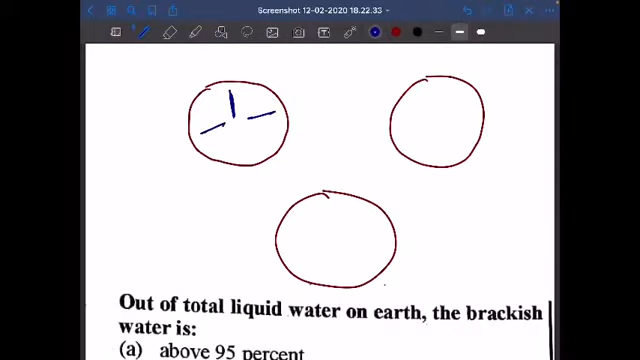 Screenshot 12-02-2020 18.22.33
Out of total liquid water on earth, the brackish
water is:
(a) above 95 percent